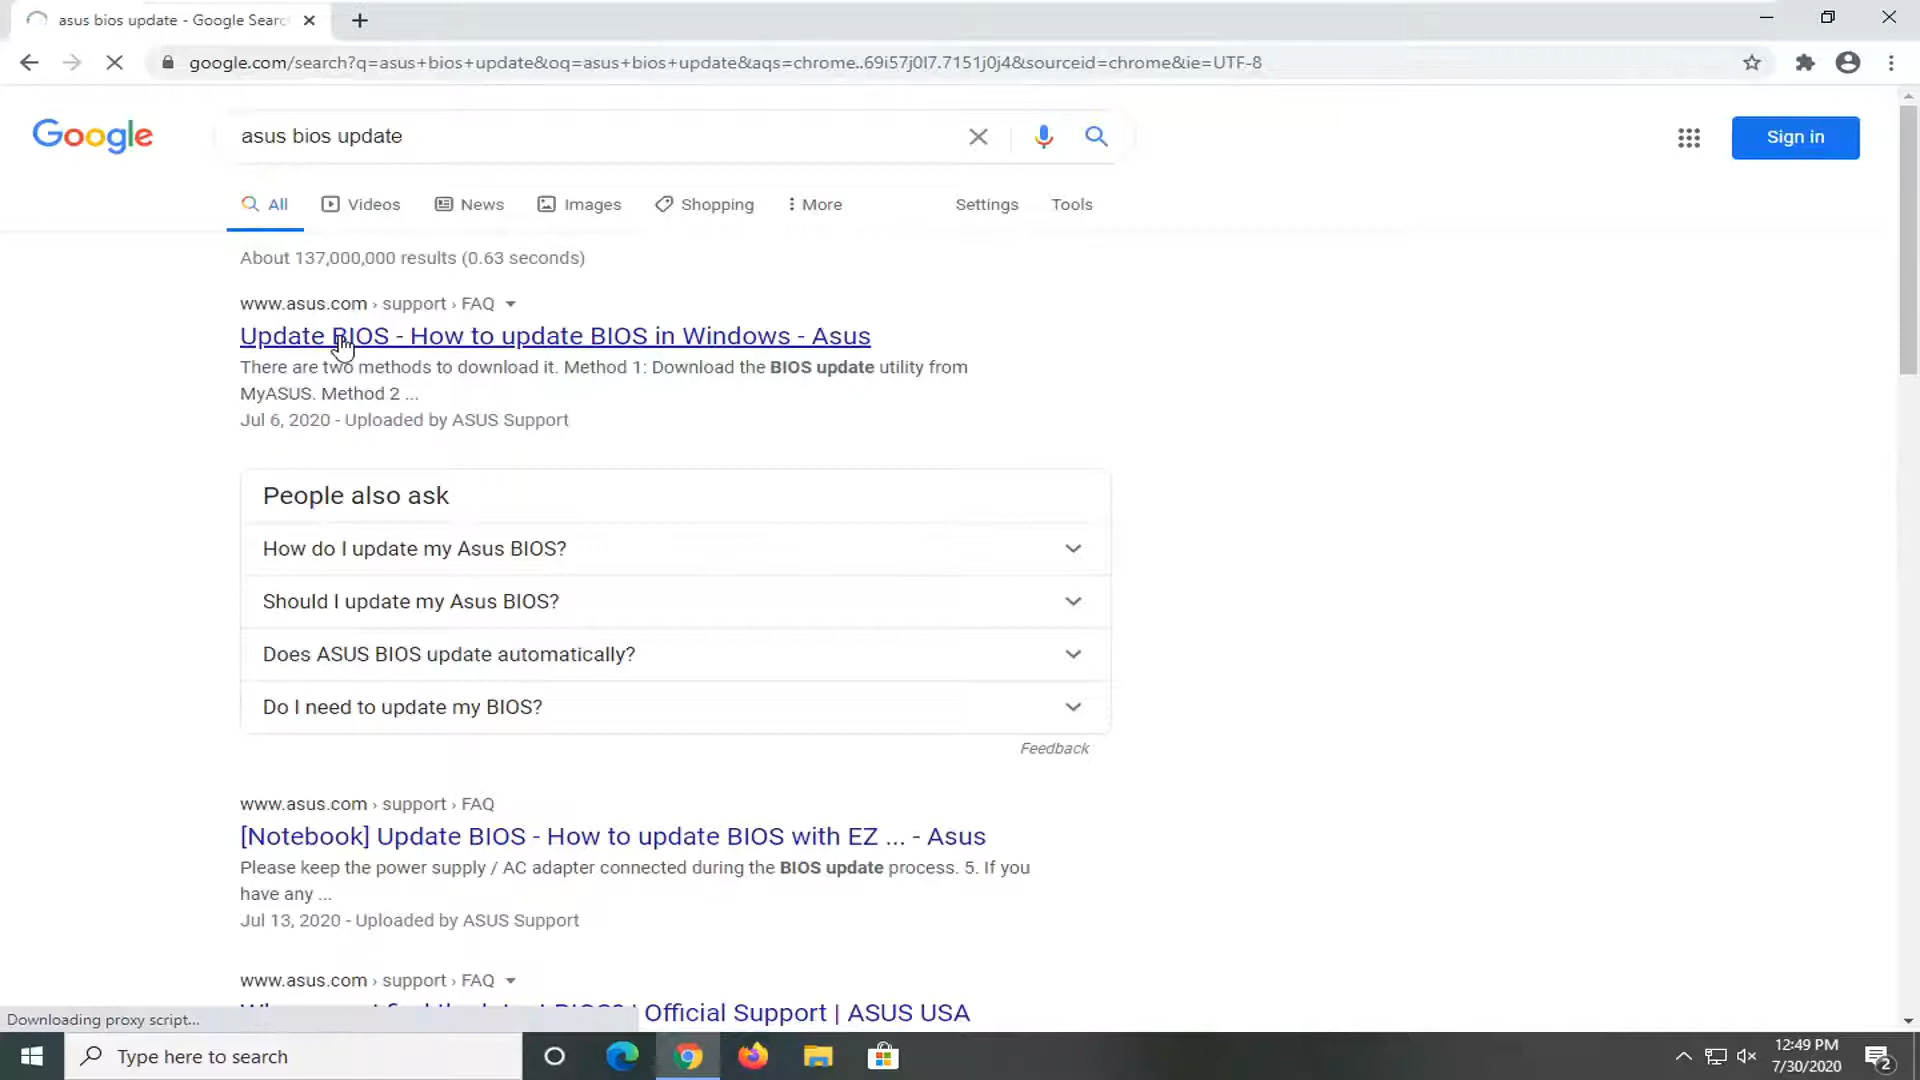 asus bios update - Google Sear
google.com/search?q=asus+bios+update&oq=asus+bios+update&aqs=chrome..69i57j0l7.7151j0j4&sourceid=chrome&ie=UTF-8
Google
asus bios update
Sign in
All
Videos
News
Images
Shopping
More
Settings
Tools
About 137,000,000 results (0.63 seconds)
www.asus.com › support › FAQ
Update BIOS - How to update BIOS in Windows - Asus
There are two methods to download it. Method 1: Download the BIOS update utility from
MyASUS. Method 2 ...
Jul 6, 2020 - Uploaded by ASUS Support
People also ask
How do I update my Asus BIOS?
Should I update my Asus BIOS?
Does ASUS BIOS update automatically?
Do I need to update my BIOS?
Feedback
www.asus.com › support › FAQ
[Notebook] Update BIOS - How to update BIOS with EZ ... - Asus
Please keep the power supply / AC adapter connected during the BIOS update process. 5. If you
have any ...
Jul 13, 2020 - Uploaded by ASUS Support
www.asus.com › support › FAQ
Official Support | ASUS USA
Downloading proxy script...
Type here to search
12:49 PM
7/30/2020
2